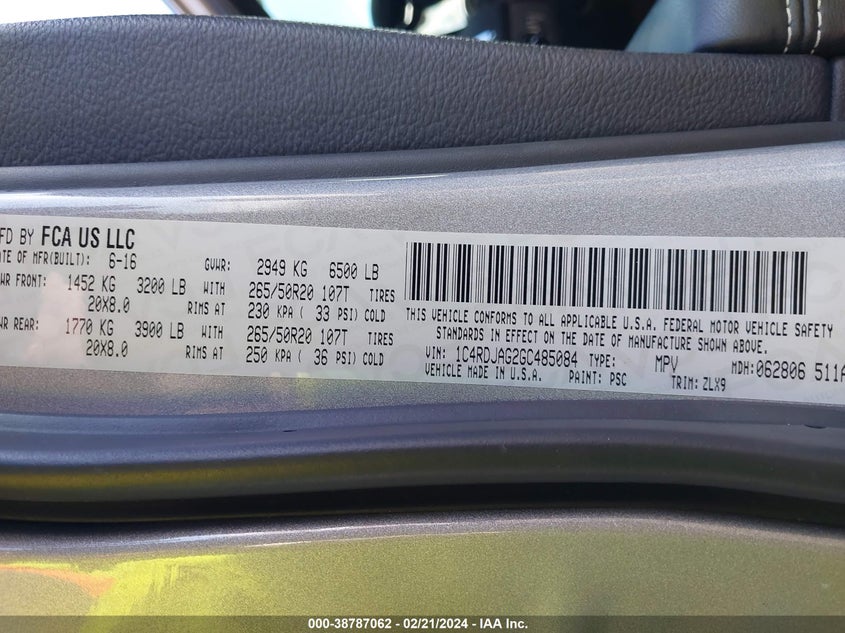 FD BY FCA US LLC
ATE OF MFR(BUILT): 6-16 GVWR: 2949 KG 6500 LB
WR FRONT: 1452 KG 3200 LB WITH 265/50R20 107T TIRES
20X8.0 RIMS AT 230 KPA ( 33 PSI) COLD
WR REAR: 1770 KG 3900 LB WITH 265/50R20 107T TIRES
20X8.0 RIMS AT 250 KPA ( 36 PSI) COLD
THIS VEHICLE CONFORMS TO ALL APPLICABLE U.S.A. FEDERAL MOTOR VEHICLE SAFETY
STANDARDS IN EFFECT ON THE DATE OF MANUFACTURE SHOWN ABOVE.
VIN: 1C4RDJAG2GC485084 TYPE: MPV MDH:062806 511A
VEHICLE MADE IN U.S.A. PAINT: PSC TRIM: ZLX9
000-38787062 - 02/21/2024 - IAA Inc.